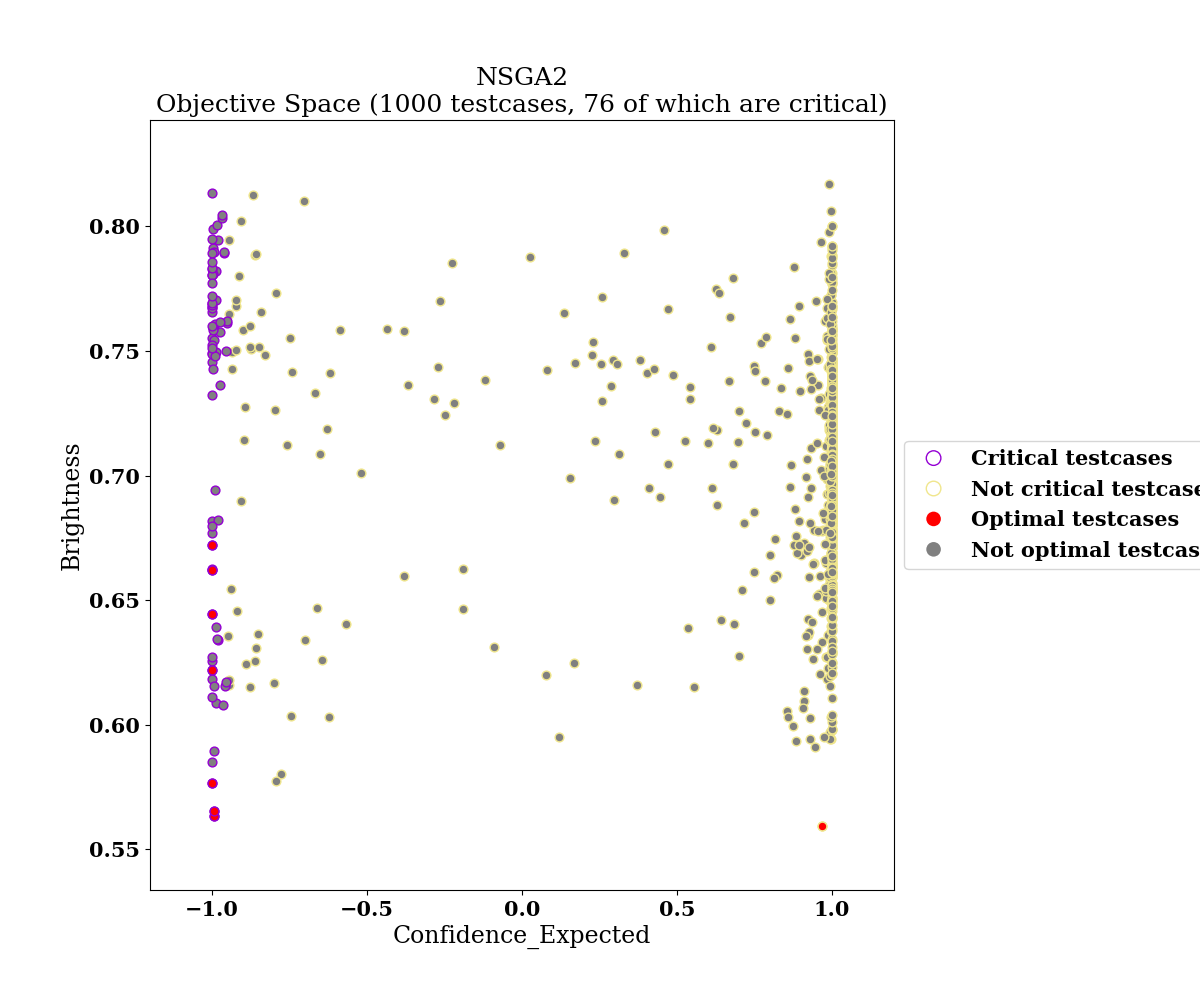 NSGA2
Objective Space (1000 testcases, 76 of which are critical)
0.80
0.75
0.70
0.65
0.60
0.55
Brightness
−1.0
−0.5
0.0
0.5
1.0
Confidence_Expected
Critical testcases
Not critical testcase
Optimal testcases
Not optimal testcas